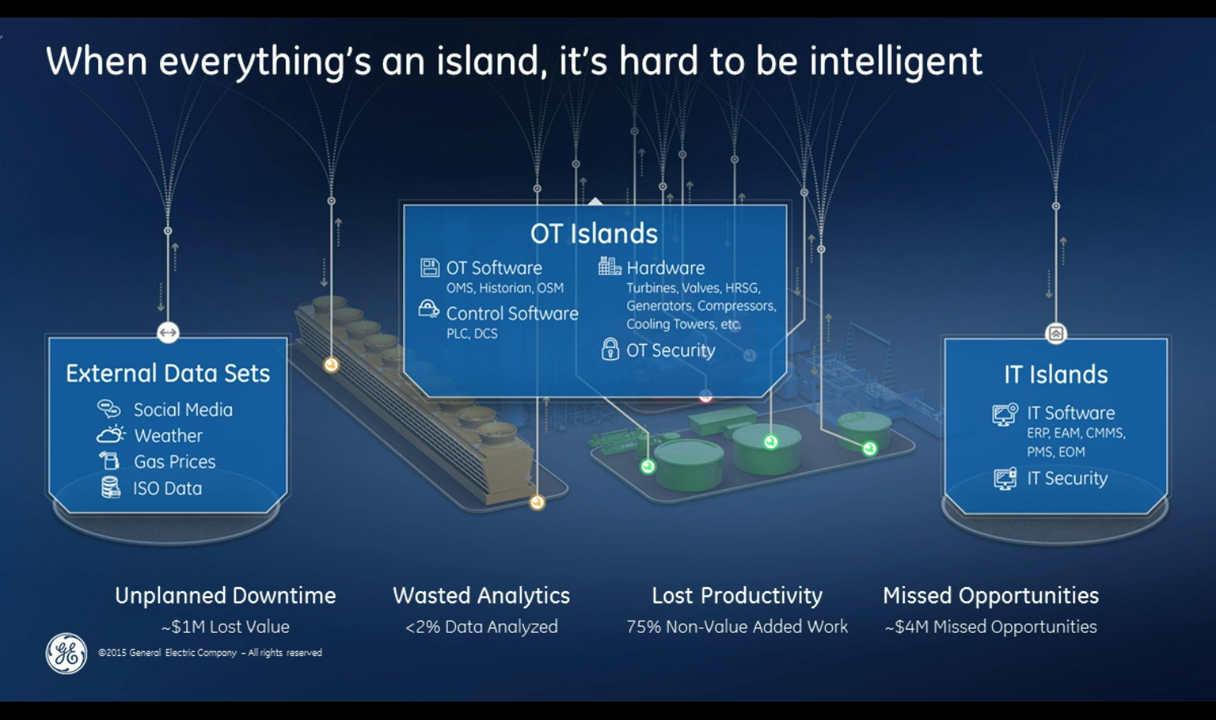 When everything's an island, it's hard to be intelligent
OT Islands
OT Software
OMS, Historian, OSM
Control Software
PLC, DCS
Hardware
Turbines, Valves, HRSG,
Generators, Compressors,
Cooling Towers, etc.
OT Security
External Data Sets
Social Media
Weather
Gas Prices
ISO Data
IT Islands
IT Software
ERP, EAM, CMMS,
PMS, EOM
IT Security
Unplanned Downtime
~$1M Lost Value
Wasted Analytics
<2% Data Analyzed
Lost Productivity
75% Non-Value Added Work
Missed Opportunities
~$4M Missed Opportunities
GE
©2015 General Electric Company – All rights reserved